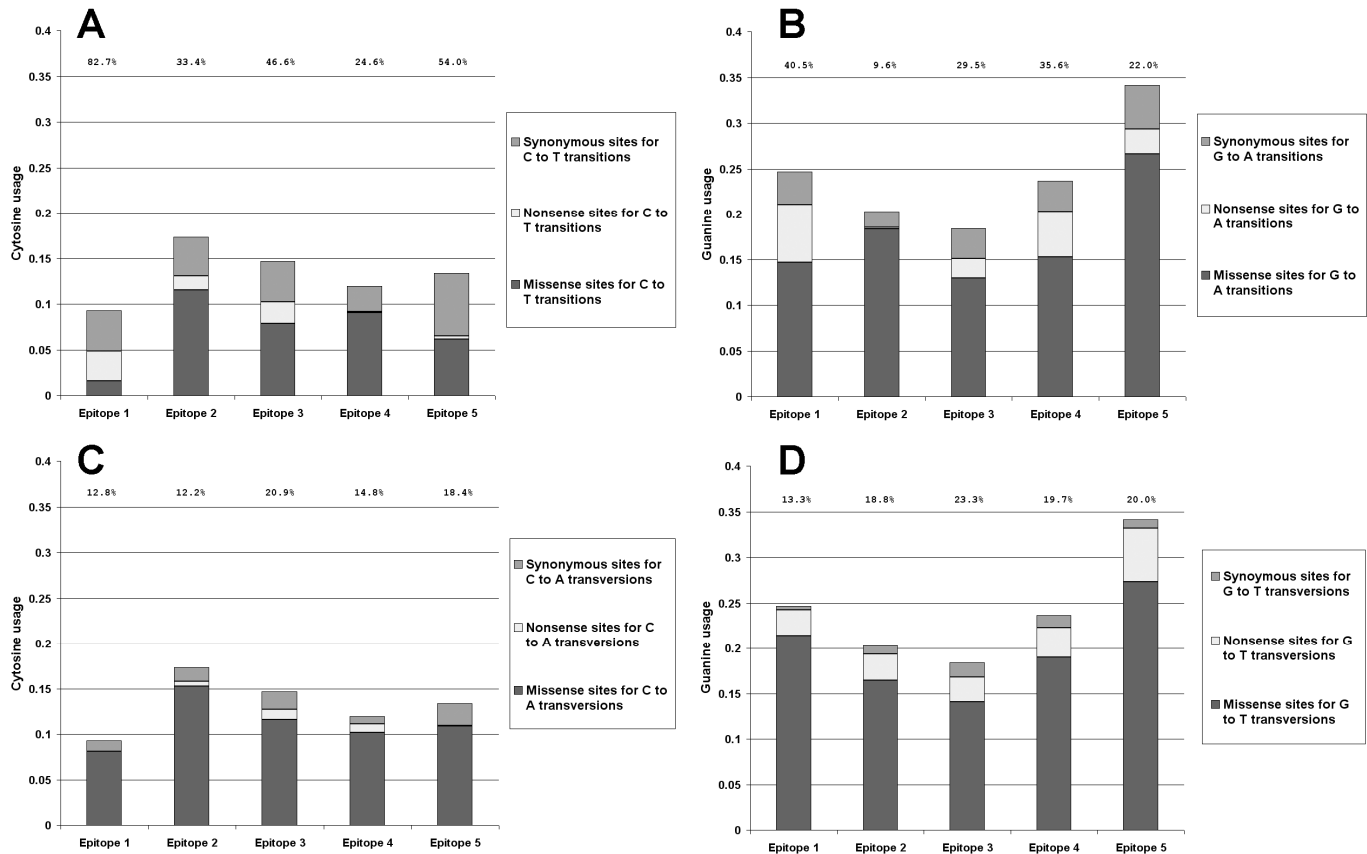 A
0.4
82.7% 33.4% 46.6% 24.6% 54.0%
0.35
0.3
0.25
0.2
0.15
0.1
0.05
0
Cytosine usage
Epitope 1 Epitope 2 Epitope 3 Epitope 4 Epitope 5
Synonymous sites for
C to T transitions
Nonsense sites for C to
T transitions
Missense sites for C to
T transitions
B
0.4
40.5% 9.6% 29.5% 35.6% 22.0%
0.35
0.3
0.25
0.2
0.15
0.1
0.05
0
Guanine usage
Epitope 1 Epitope 2 Epitope 3 Epitope 4 Epitope 5
Synonymous sites for
G to A transitions
Nonsense sites for G to
A transitions
Missense sites for G to
A transitions
C
0.4
12.8% 12.2% 20.9% 14.8% 18.4%
0.35
0.3
0.25
0.2
0.15
0.1
0.05
0
Cytosine usage
Epitope 1 Epitope 2 Epitope 3 Epitope 4 Epitope 5
Synonymous sites for
C to A transversions
Nonsense sites for C
to A transversions
Missense sites for C to
A transversions
D
0.4
13.3% 18.8% 23.3% 19.7% 20.0%
0.35
0.3
0.25
0.2
0.15
0.1
0.05
0
Guanine usage
Epitope 1 Epitope 2 Epitope 3 Epitope 4 Epitope 5
Synoymous sites for
G to T transversions
Nonsense sites for G
to T transversions
Missense sites for G
to T transversions